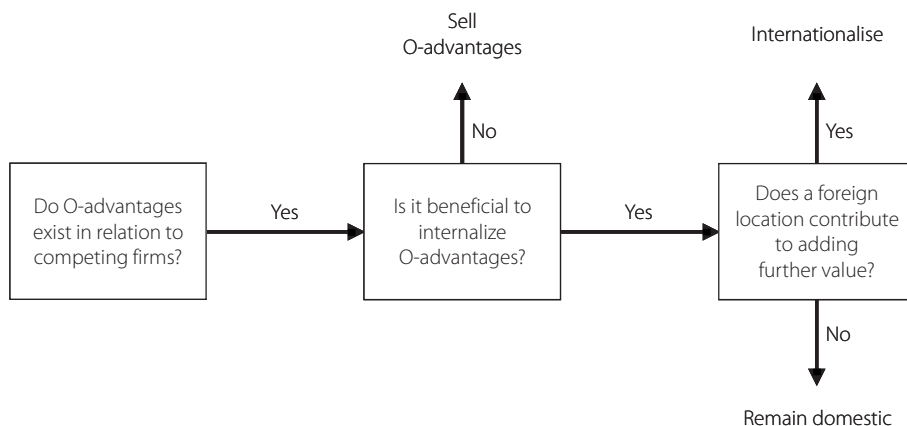 Sell
O-advantages
Internationalise
No
Yes
Do O-advantages
exist in relation to
competing firms?
Yes
Is it beneficial to
internalize
O-advantages?
Yes
Does a foreign
location contribute
to adding
further value?
No
Remain domestic